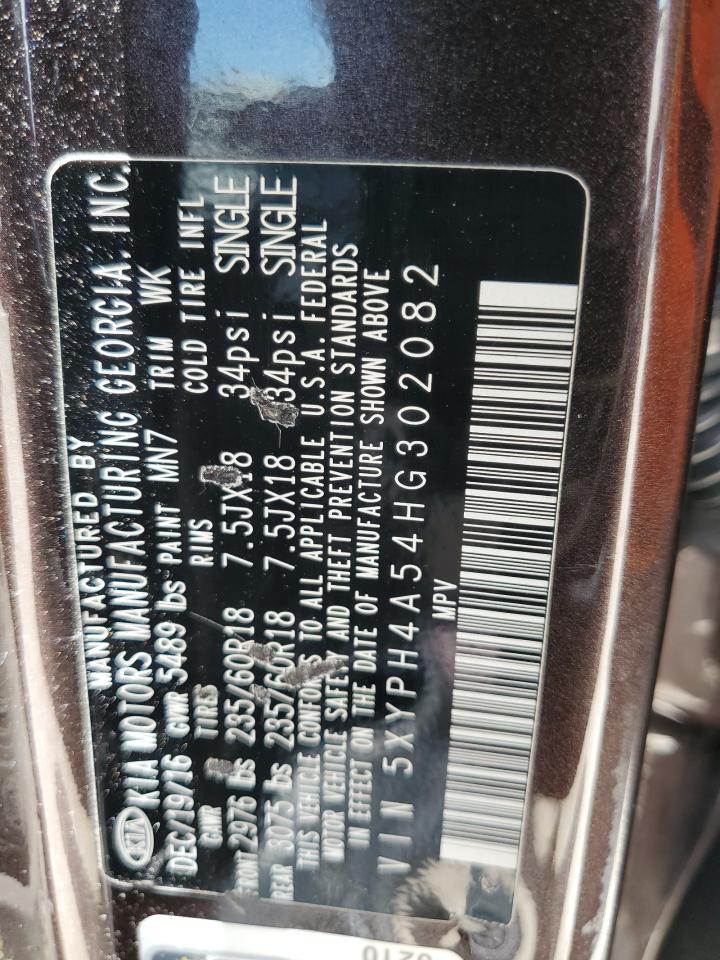 MANUFACTURED BY
KIA KIA MOTORS MANUFACTURING GEORGIA. INC.
DEC/19/16 GVWR 5489 lbs PAINT MN7 TRIM WK
GWR TIRES RIMS COLD TIRE INFL
FRONT 2976 lbs 235/60R18 7.5JX18 34psi SINGLE
REAR 3075 lbs 235/60R18 7.5JX18 34psi SINGLE
THIS VEHICLE CONFORMS TO ALL APPLICABLE U.S.A. FEDERAL
MOTOR VEHICLE SAFETY AND THEFT PREVENTION STANDARDS
IN EFFECT ON THE DATE OF MANUFACTURE SHOWN ABOVE
VIN 5XYPH4A54HG302082
MPV